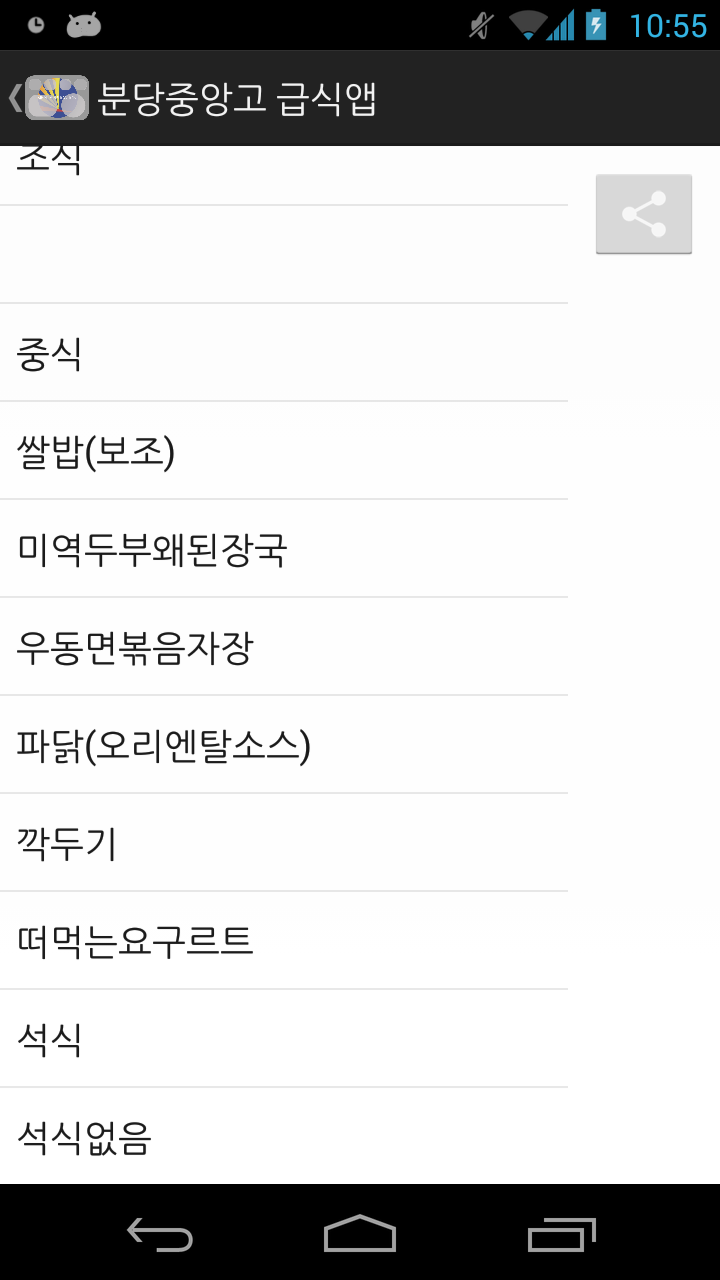 10:55
분당중앙고 급식앱
조식
중식
쌀밥(보조)
미역두부왜된장국
우동면볶음자장
파닭(오리엔탈소스)
깍두기
떠먹는요구르트
석식
석식없음